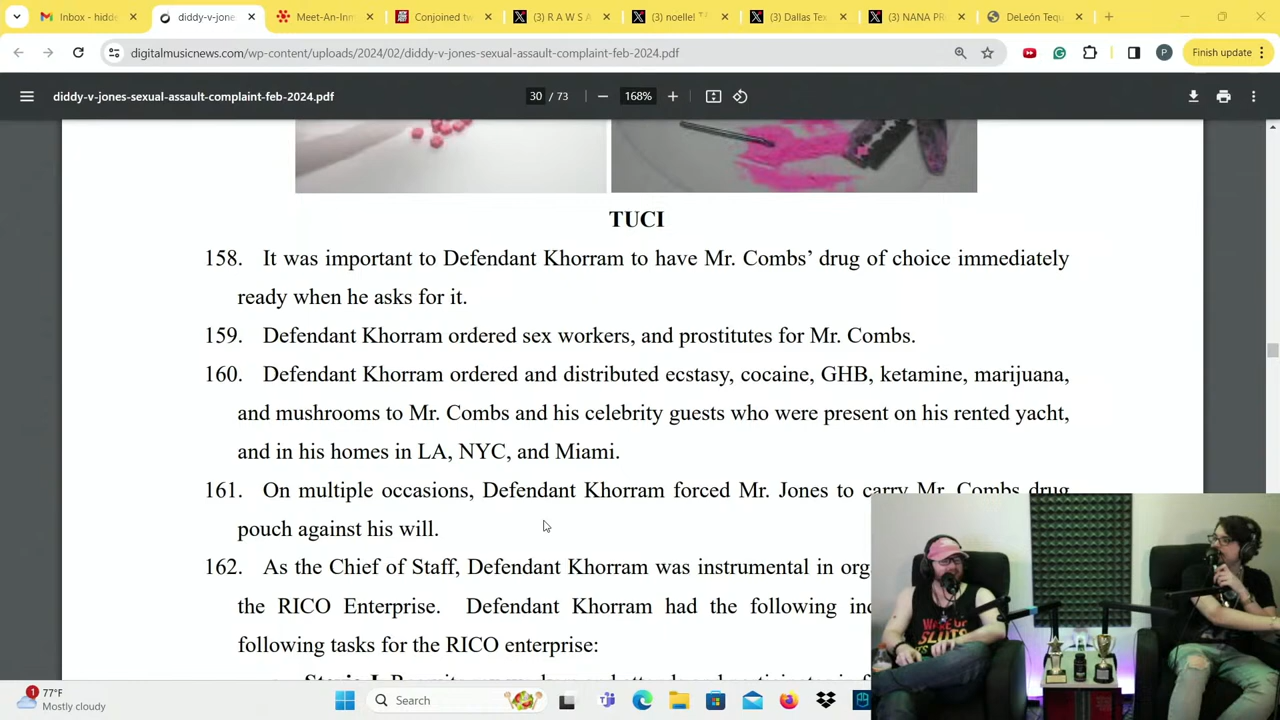 Inbox - hidd
diddy-v-jone
Meet-An-Inm
Conjoined tw
(3) R A W S A
(3) noelle!
(3) Dallas Tex
(3) NANA PR
DeLeón Tequ
digitalmusicnews.com/wp-content/uploads/2024/02/diddy-v-jones-sexual-assault-complaint-feb-2024.pdf
P
Finish update
diddy-v-jones-sexual-assault-complaint-feb-2024.pdf
30 / 73
168%
TUCI
158. It was important to Defendant Khorram to have Mr. Combs’ drug of choice immediately
ready when he asks for it.
159. Defendant Khorram ordered sex workers, and prostitutes for Mr. Combs.
160. Defendant Khorram ordered and distributed ecstasy, cocaine, GHB, ketamine, marijuana,
and mushrooms to Mr. Combs and his celebrity guests who were present on his rented yacht,
and in his homes in LA, NYC, and Miami.
161. On multiple occasions, Defendant Khorram forced Mr. Jones to carry Mr. Combs drug
pouch against his will.
162. As the Chief of Staff, Defendant Khorram was instrumental in org
the RICO Enterprise. Defendant Khorram had the following in
following tasks for the RICO enterprise:
WAKE UP
SLUTS
1
77°F
Mostly cloudy
Search